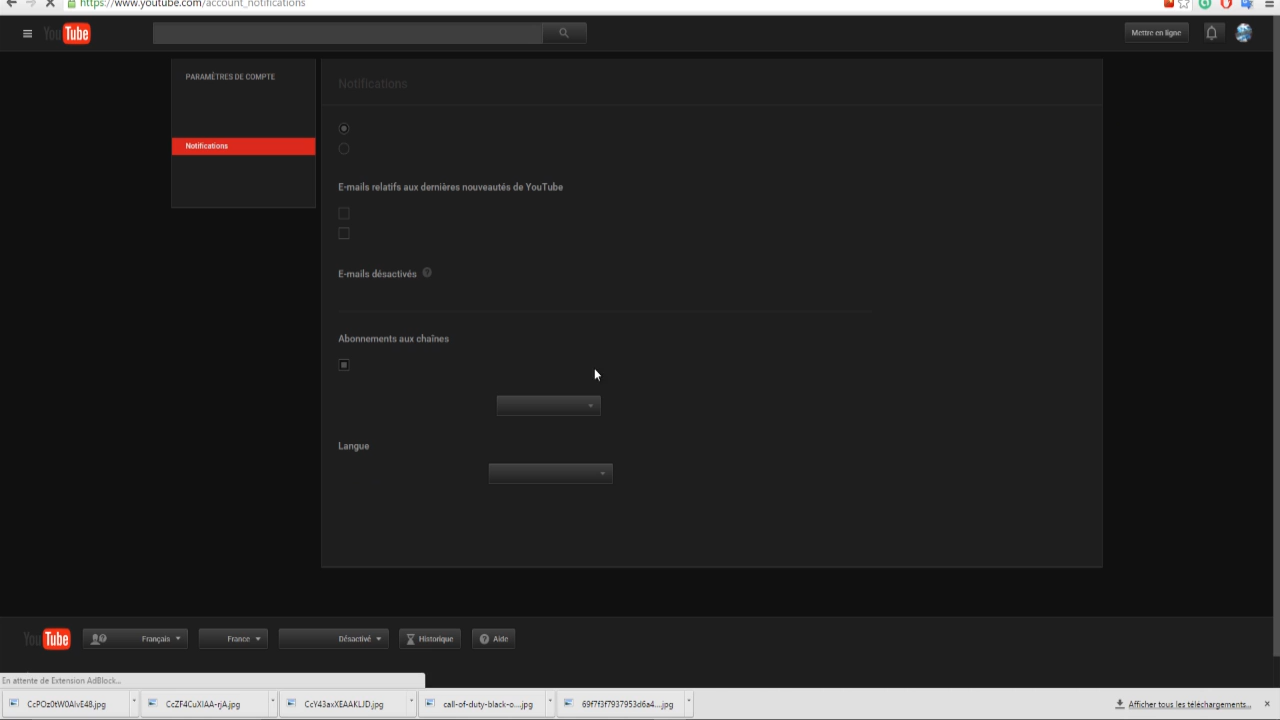 https://www.youtube.com/account_notifications
YouTube
Mettre en ligne
PARAMÈTRES DE COMPTE
Notifications
Notifications
E-mails relatifs aux dernières nouveautés de YouTube
E-mails désactivés
Abonnements aux chaînes
Langue
YouTube
Français
France
Désactivé
Historique
Aide
En attente de Extension AdBlock...
CcPOz0tW0AIvE48.jpg
CcZF4CuXIAA-rjA.jpg
CcY43axXEAAKLJD.jpg
call-of-duty-black-o....jpg
69f7f3f7937953d6a4....jpg
Afficher tous les téléchargements...